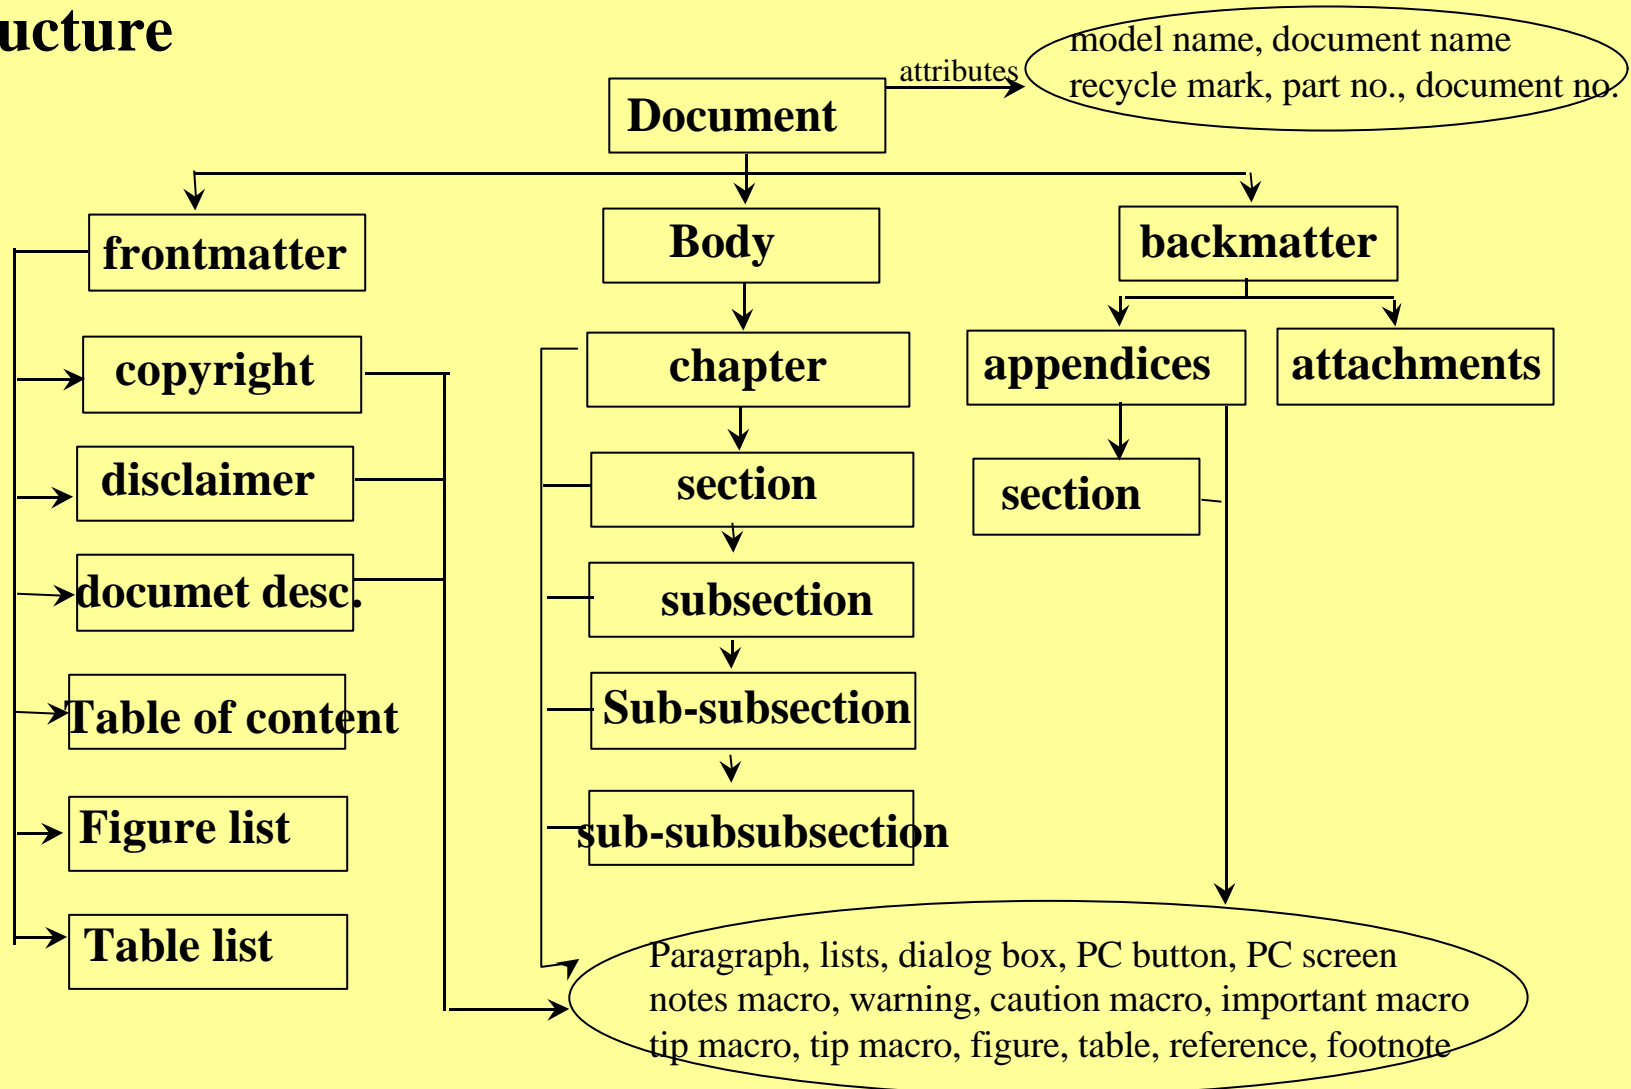 ucture
model name, document name
recycle mark, part no., document no.
attributes
Document
frontmatter
Body
backmatter
copyright
chapter
appendices
attachments
disclaimer
section
section
documet desc.
subsection
Table of content
Sub-subsection
Figure list
sub-subsubsection
Table list
Paragraph, lists, dialog box, PC button, PC screen
notes macro, warning, caution macro, important macro
tip macro, tip macro, figure, table, reference, footnote